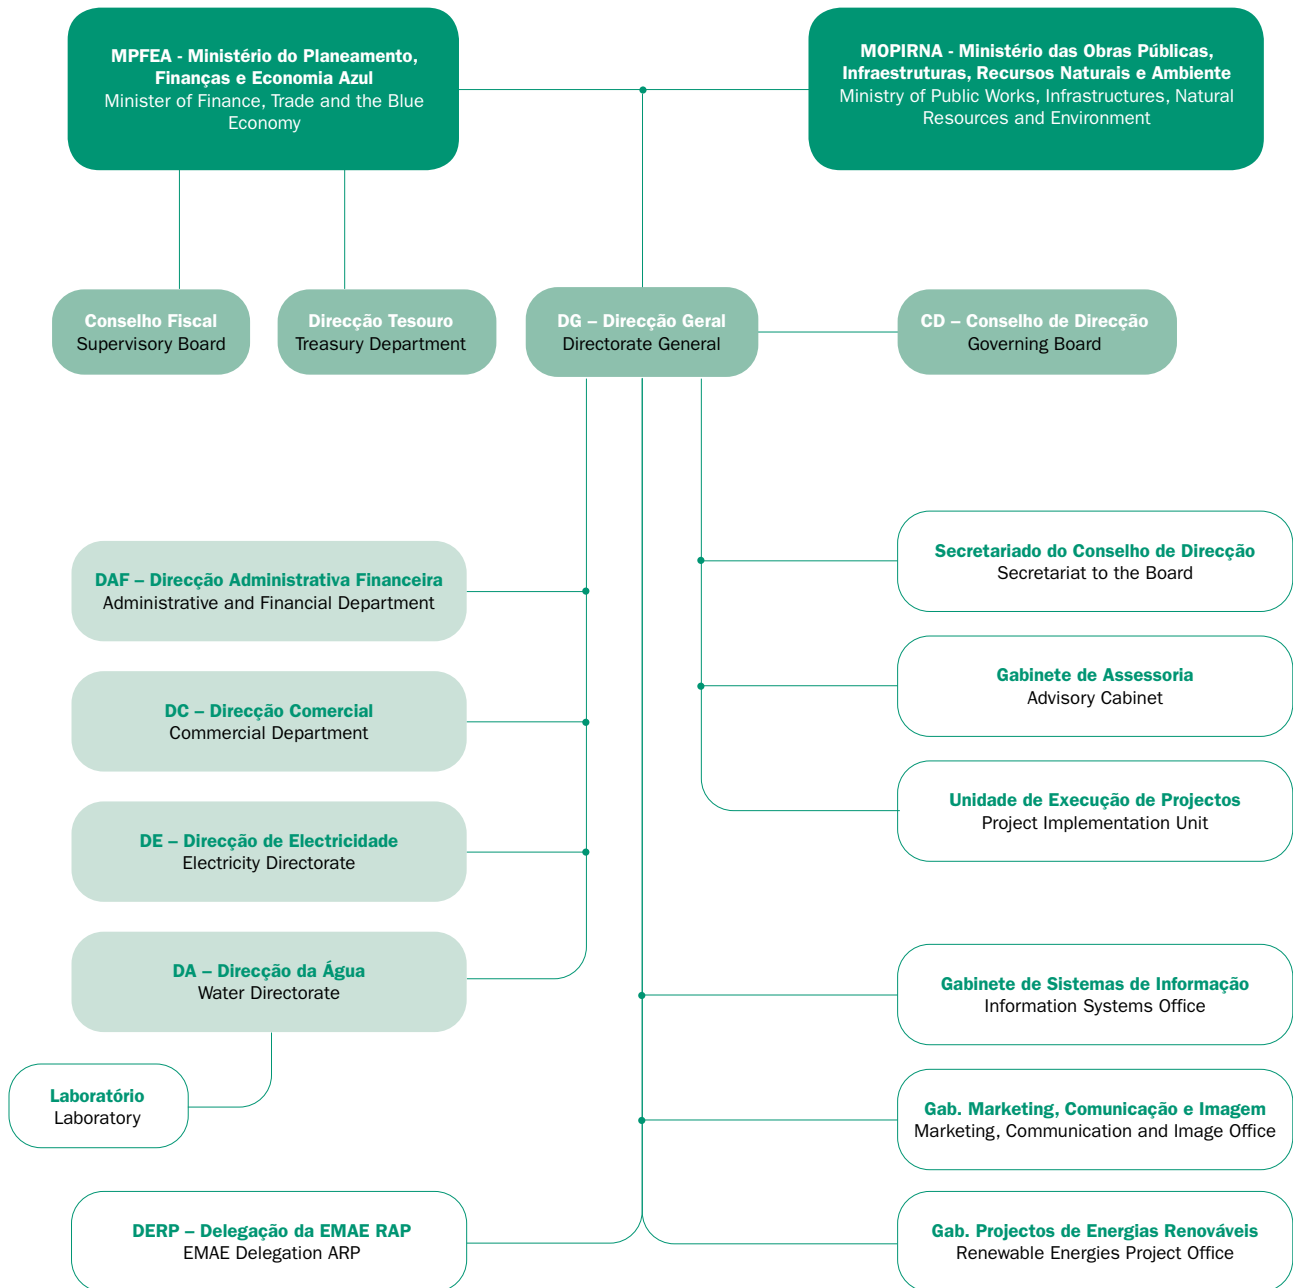 MPFEA - Ministério do Planeamento,
Finanças e Economia Azul
Minister of Finance, Trade and the Blue
Economy
MOPIRNA - Ministério das Obras Públicas,
Infraestruturas, Recursos Naturais e Ambiente
Ministry of Public Works, Infrastructures, Natural
Resources and Environment
Conselho Fiscal
Supervisory Board
Direcção Tesouro
Treasury Department
DG – Direcção Geral
Directorate General
CD – Conselho de Direcção
Governing Board
DAF – Direcção Administrativa Financeira
Administrative and Financial Department
DC – Direcção Comercial
Commercial Department
DE – Direcção de Electricidade
Electricity Directorate
DA – Direcção da Água
Water Directorate
Laboratório
Laboratory
DERP – Delegação da EMAE RAP
EMAE Delegation ARP
Secretariado do Conselho de Direcção
Secretariat to the Board
Gabinete de Assessoria
Advisory Cabinet
Unidade de Execução de Projectos
Project Implementation Unit
Gabinete de Sistemas de Informação
Information Systems Office
Gab. Marketing, Comunicação e Imagem
Marketing, Communication and Image Office
Gab. Projectos de Energias Renováveis
Renewable Energies Project Office